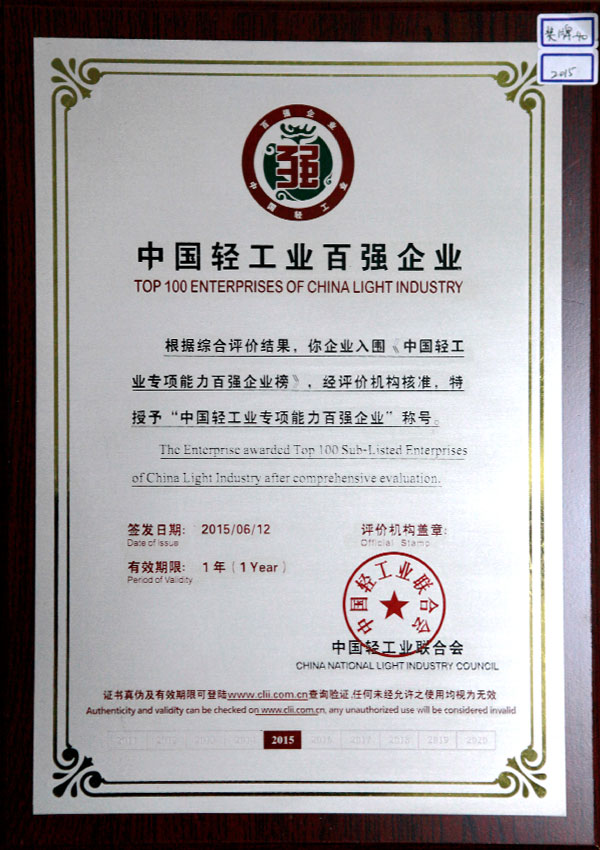 奖牌40
2015
百强企业
强
中国轻工业
中国轻工业百强企业
TOP 100 ENTERPRISES OF CHINA LIGHT INDUSTRY
根据综合评价结果，你企业入围《中国轻工
业专项能力百强企业榜》，经评价机构核准，特
授予“中国轻工业专项能力百强企业”称号。
The Enterprise awarded Top 100 Sub-Listed Enterprises
of China Light Industry after comprehensive evaluation.
签发日期： 2015/06/12 评价机构盖章：
Date of Issue Official Stamp
有效期限： 1 年（1 Year）
Period of Validity
中国轻工业联合会
中国轻工业联合会
CHINA NATIONAL LIGHT INDUSTRY COUNCIL
证书真伪及有效期限可登陆www.clii.com.cn查询验证,任何未经允许之使用均视为无效
Authenticity and validity can be checked on www.clii.com.cn, any unauthorized use will be considered invalid
2015 2016 2017 2018 2019 2020